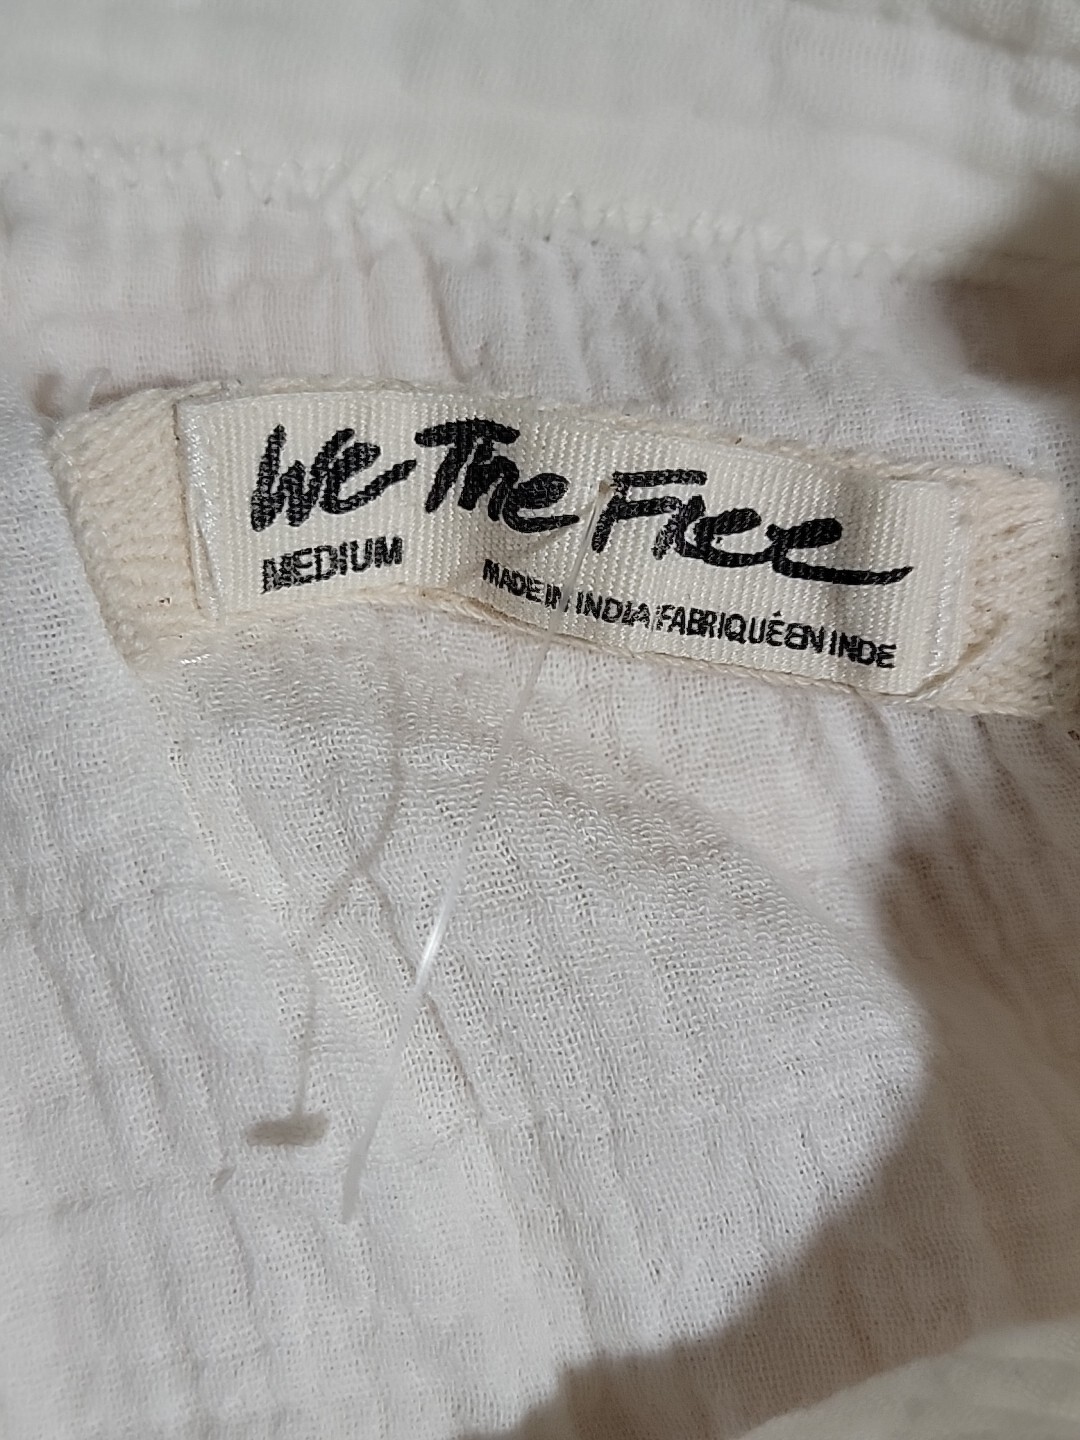 We The Free
MEDIUM
MADE IN INDIA/FABRIQUÉ EN INDE